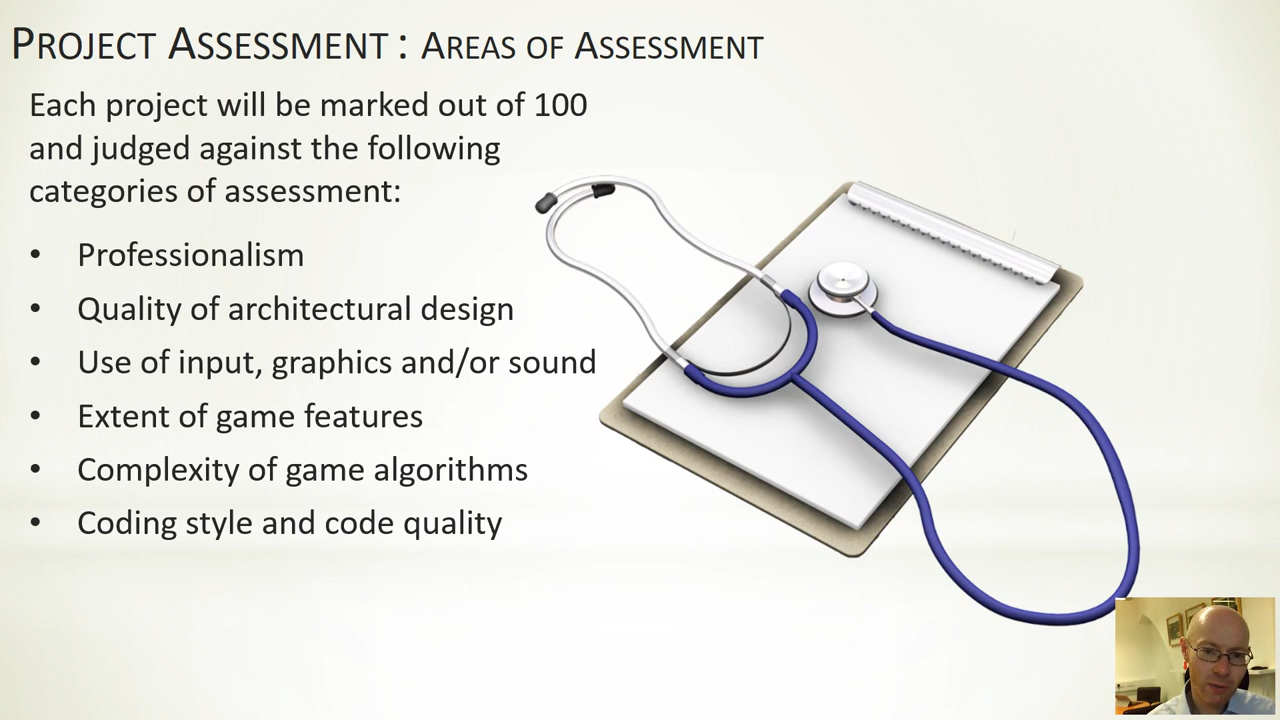 Project Assessment : Areas of Assessment
Each project will be marked out of 100
and judged against the following
categories of assessment:
• Professionalism
• Quality of architectural design
• Use of input, graphics and/or sound
• Extent of game features
• Complexity of game algorithms
• Coding style and code quality